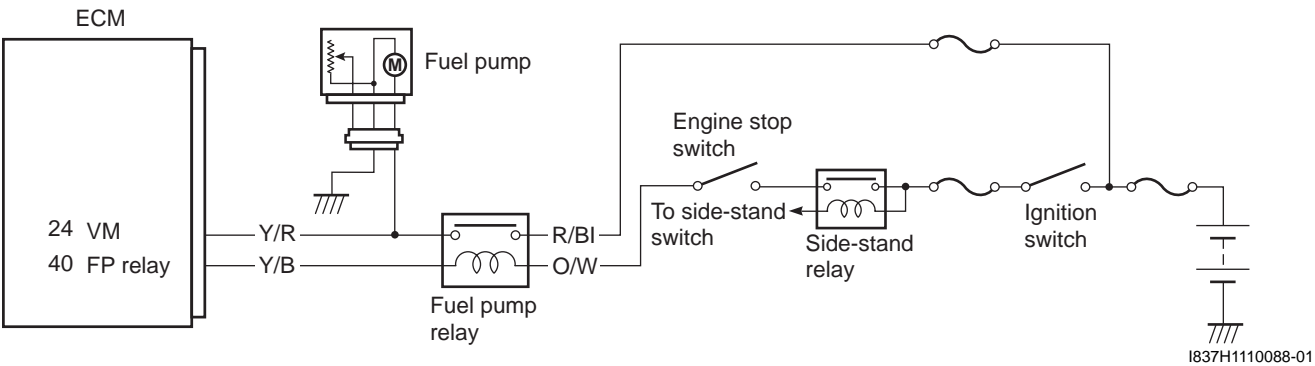 ECM
Fuel pump
M
Engine stop
switch
To side-stand
switch
Side-stand
relay
Ignition
switch
24 VM
40 FP relay
Y/R
Y/B
R/Bl
O/W
Fuel pump
relay
I837H1110088-01